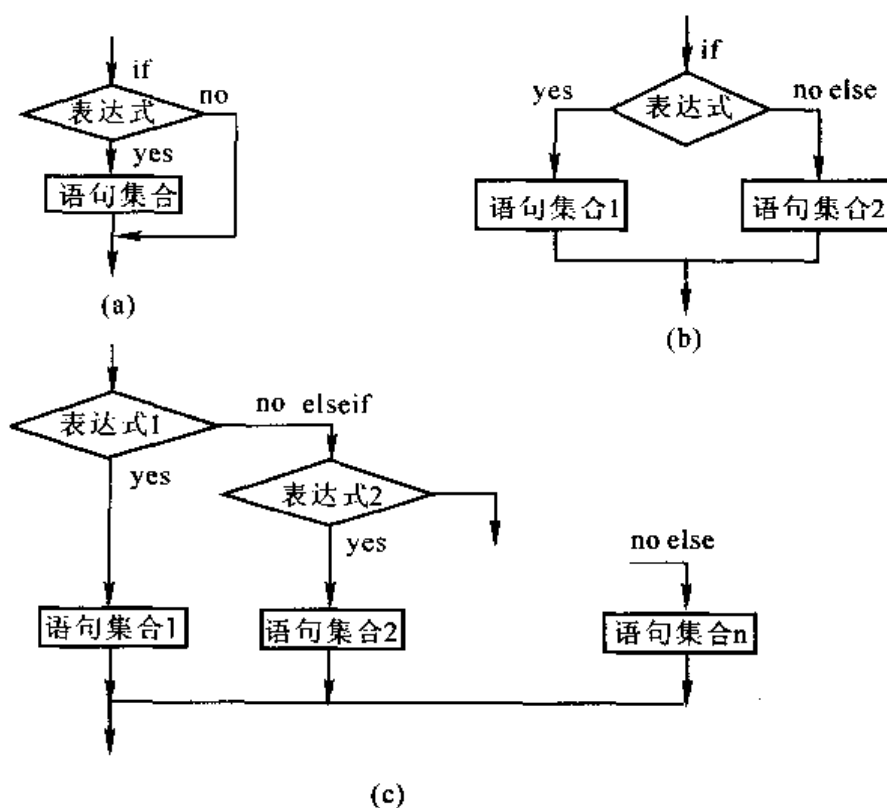 if
表达式
no
yes
语句集合
(a)
if
yes
表达式
no else
语句集合1
语句集合2
(b)
表达式1
no elseif
yes
表达式2
yes
no else
语句集合1
语句集合2
语句集合n
(c)